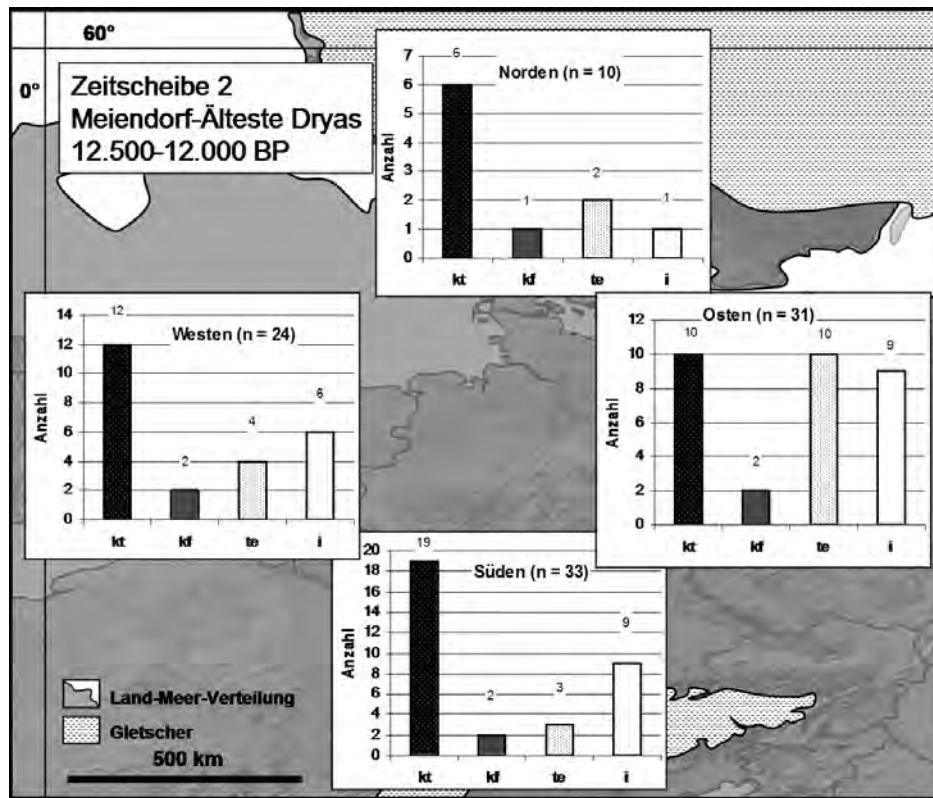 60°
0°
Zeitscheibe 2
Meiendorf-Älteste Dryas
12.500-12.000 BP
Norden (n = 10)
Anzahl
7
6
5
4
3
2
1
0
6
1
2
1
kt kf te i
Westen (n = 24)
Anzahl
14
12
10
8
6
4
2
0
12
2
4
6
kt kf te i
Osten (n = 31)
Anzahl
12
10
8
6
4
2
0
10
2
10
9
kt kf te i
Süden (n = 33)
Anzahl
20
18
16
14
12
10
8
6
4
2
0
19
2
3
9
kt kf te i
Land-Meer-Verteilung
Gletscher
500 km